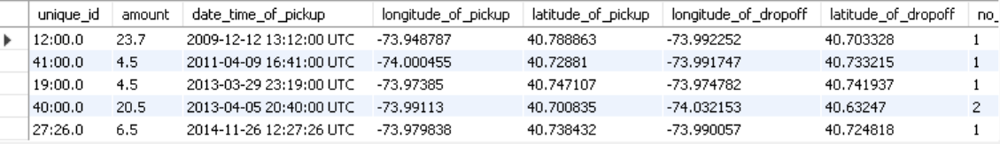 unique_id amount date_time_of_pickup longitude_of_pickup latitude_of_pickup longitude_of_dropoff latitude_of_dropoff no_
12:00.0 23.7 2009-12-12 13:12:00 UTC -73.948787 40.788863 -73.992252 40.703328 1
41:00.0 4.5 2011-04-09 16:41:00 UTC -74.000455 40.72881 -73.991747 40.733215 1
19:00.0 4.5 2013-03-29 23:19:00 UTC -73.97385 40.747107 -73.974782 40.741937 1
40:00.0 20.5 2013-04-05 20:40:00 UTC -73.99113 40.700835 -74.032153 40.63247 2
27:26.0 6.5 2014-11-26 12:27:26 UTC -73.979838 40.738432 -73.990057 40.724818 1